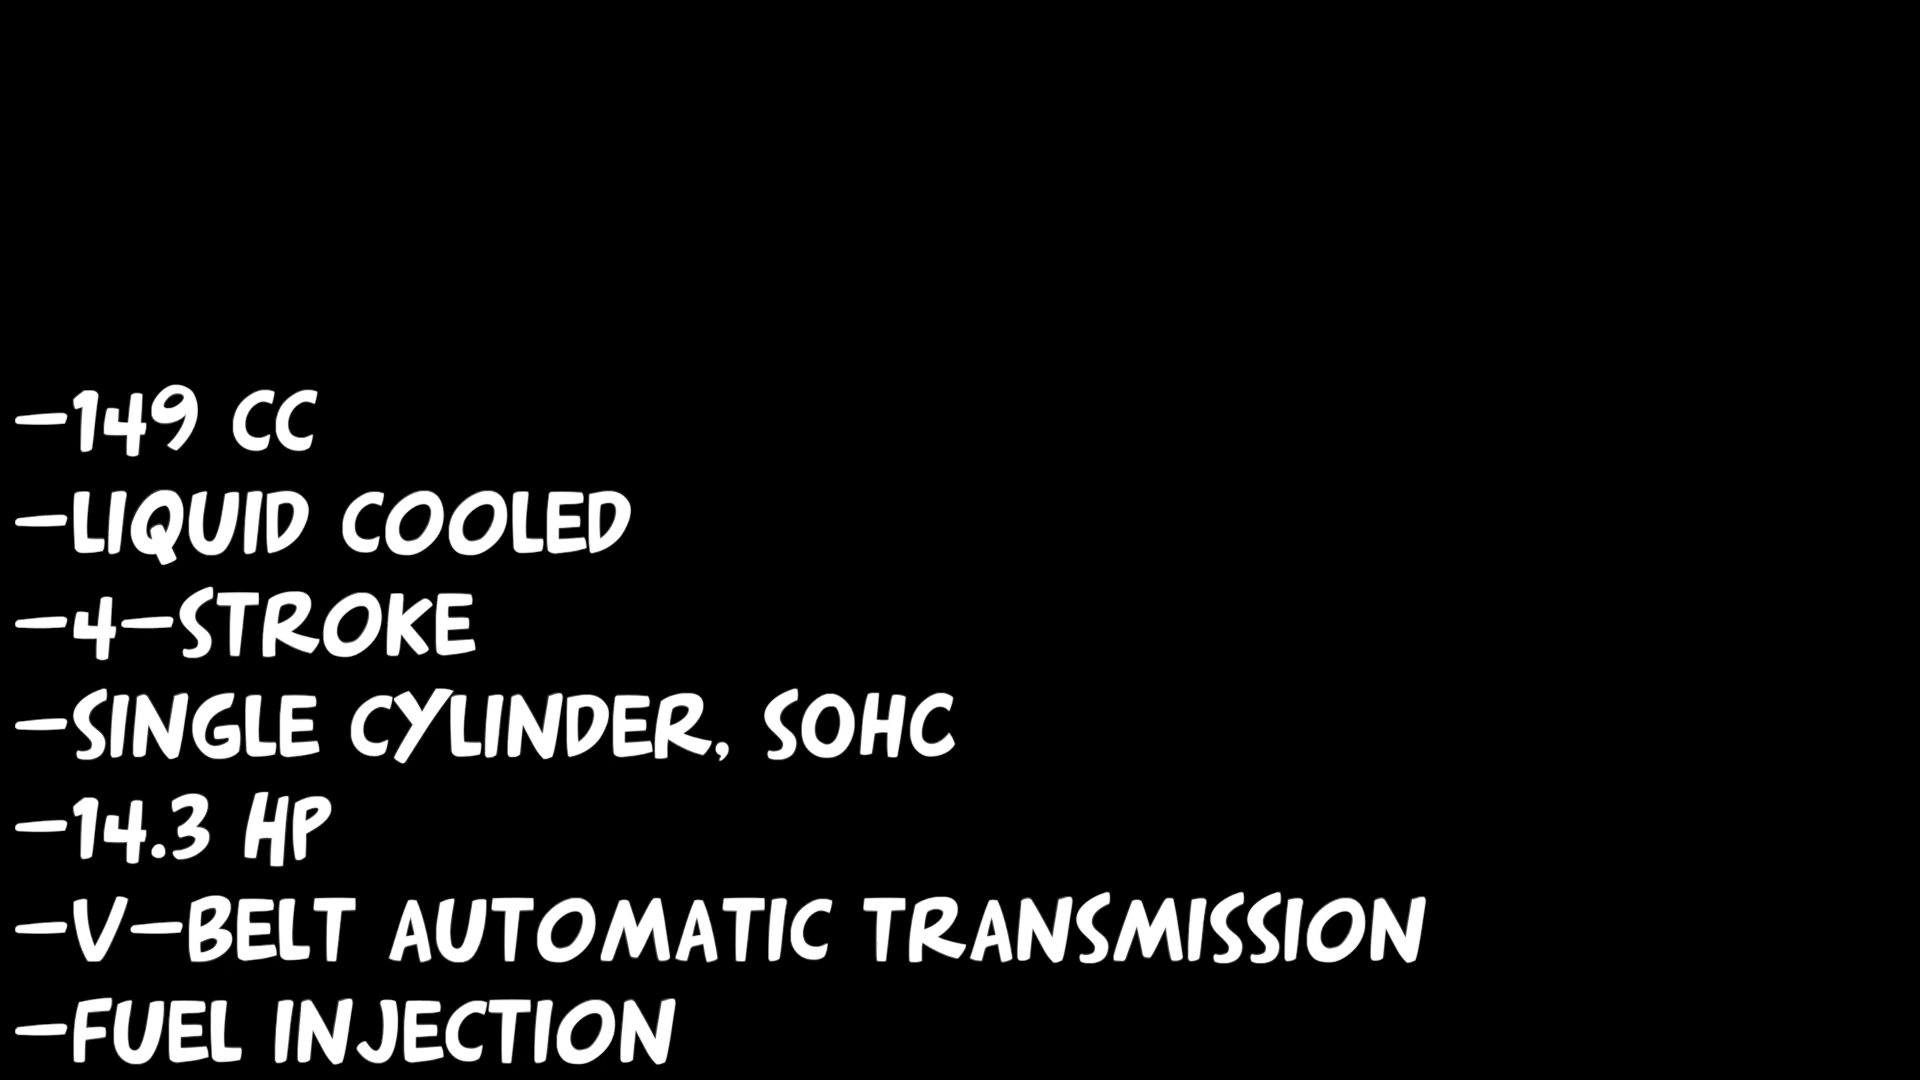 -149 CC
-LIQUID COOLED
-4-STROKE
-SINGLE CYLINDER, SOHC
-14.3 HP
-V-BELT AUTOMATIC TRANSMISSION
-FUEL INJECTION